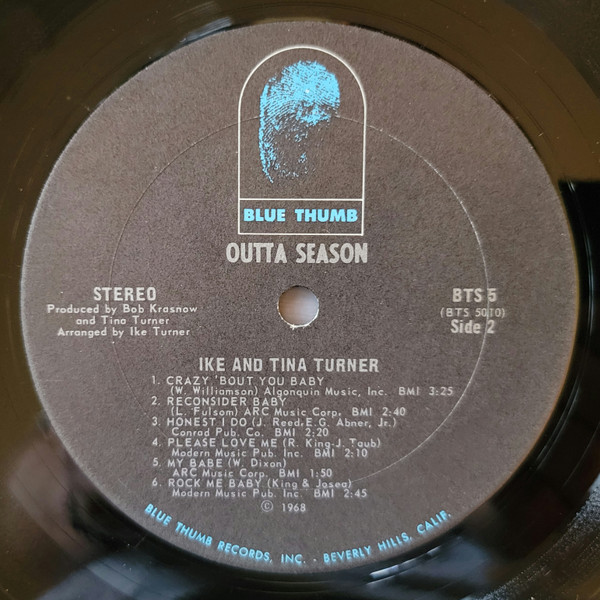 BLUE THUMB
OUTTA SEASON
STEREO
Produced by Bob Krasnow
and Tina Turner
Arranged by Ike Turner
BTS 5
(BTS 5010)
Side 2
IKE AND TINA TURNER
1. CRAZY 'BOUT YOU BABY
(W. Williamson) Algonquin Music, Inc. BMI 3:25
2. RECONSIDER BABY
(L. Fulsom) ARC Music Corp. BMI 2:40
3. HONEST I DO (J. Reed,E.G. Abner, Jr.)
Conrad Pub. Co. BMI 2:20
4. PLEASE LOVE ME (R. King-J. Taub)
Modern Music Pub. Inc. BMI 2:10
5. MY BABE (W. Dixon)
ARC Music Corp. BMI 1:50
6. ROCK ME BABY (King & Josea)
Modern Music Pub. Inc. BMI 2:45
© 1968
BLUE THUMB RECORDS, INC. - BEVERLY HILLS, CALIF.